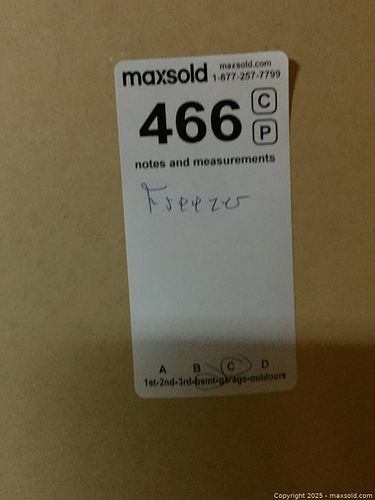 maxsold
maxsold.com
1-877-257-7799
466
C
P
notes and measurements
Freezer
A B C D
1st-2nd-3rd-bsmt-garage-outdoors
Copyright 2025 - maxsold.com